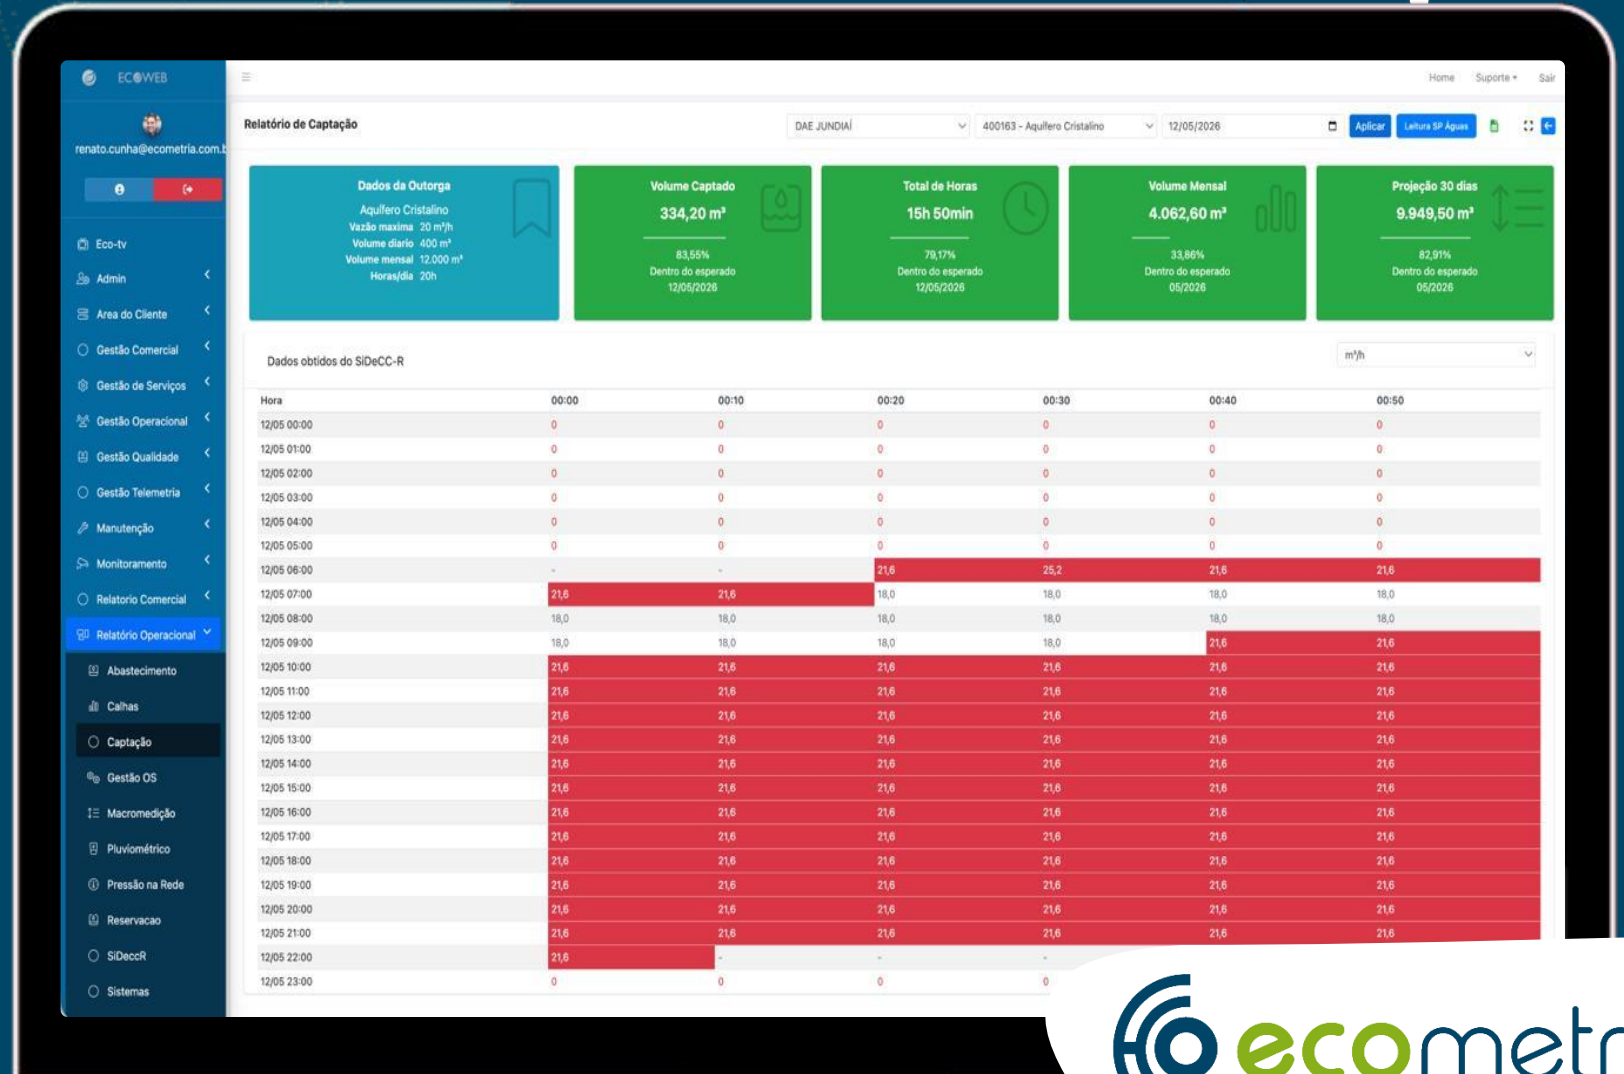 ECOWEB
Home Suporte Sair
renato.cunha@ecometria.com.b
Relatório de Captação
DAE JUNDIAÍ
400163 - Aquífero Cristalino
12/05/2026
Aplicar
Leitura SP Águas
Dados da Outorga
Aquífero Cristalino
Vazão maxima 20 m³/h
Volume diario 400 m³
Volume mensal 12.000 m³
Horas/dia 20h
Volume Captado
334,20 m³
83,55%
Dentro do esperado
12/05/2026
Total de Horas
15h 50min
79,17%
Dentro do esperado
12/05/2026
Volume Mensal
4.062,60 m³
33,86%
Dentro do esperado
05/2026
Projeção 30 dias
9.949,50 m³
82,91%
Dentro do esperado
05/2026
Eco-tv
Admin
Area do Cliente
Gestão Comercial
Gestão de Serviços
Gestão Operacional
Gestão Qualidade
Gestão Telemetria
Manutenção
Monitoramento
Relatorio Comercial
Relatório Operacional
Abastecimento
Calhas
Captação
Gestão OS
Macromedição
Pluviométrico
Pressão na Rede
Reservacao
SiDeccR
Sistemas
Dados obtidos do SiDeCC-R
m³/h
Hora 00:00 00:10 00:20 00:30 00:40 00:50
12/05 00:00 0 0 0 0 0 0
12/05 01:00 0 0 0 0 0 0
12/05 02:00 0 0 0 0 0 0
12/05 03:00 0 0 0 0 0 0
12/05 04:00 0 0 0 0 0 0
12/05 05:00 0 0 0 0 0 0
12/05 06:00 - - 21,6 25,2 21,6 21,6
12/05 07:00 21,6 21,6 18,0 18,0 18,0 18,0
12/05 08:00 18,0 18,0 18,0 18,0 18,0 18,0
12/05 09:00 18,0 18,0 18,0 18,0 21,6 21,6
12/05 10:00 21,6 21,6 21,6 21,6 21,6 21,6
12/05 11:00 21,6 21,6 21,6 21,6 21,6 21,6
12/05 12:00 21,6 21,6 21,6 21,6 21,6 21,6
12/05 13:00 21,6 21,6 21,6 21,6 21,6 21,6
12/05 14:00 21,6 21,6 21,6 21,6 21,6 21,6
12/05 15:00 21,6 21,6 21,6 21,6 21,6 21,6
12/05 16:00 21,6 21,6 21,6 21,6 21,6 21,6
12/05 17:00 21,6 21,6 21,6 21,6 21,6 21,6
12/05 18:00 21,6 21,6 21,6 21,6 21,6 21,6
12/05 19:00 21,6 21,6 21,6 21,6 21,6 21,6
12/05 20:00 21,6 21,6 21,6 21,6 21,6 21,6
12/05 21:00 21,6 21,6 21,6 21,6 21,6 21,6
12/05 22:00 21,6 - - -
12/05 23:00 0 0 0 0
ecometr